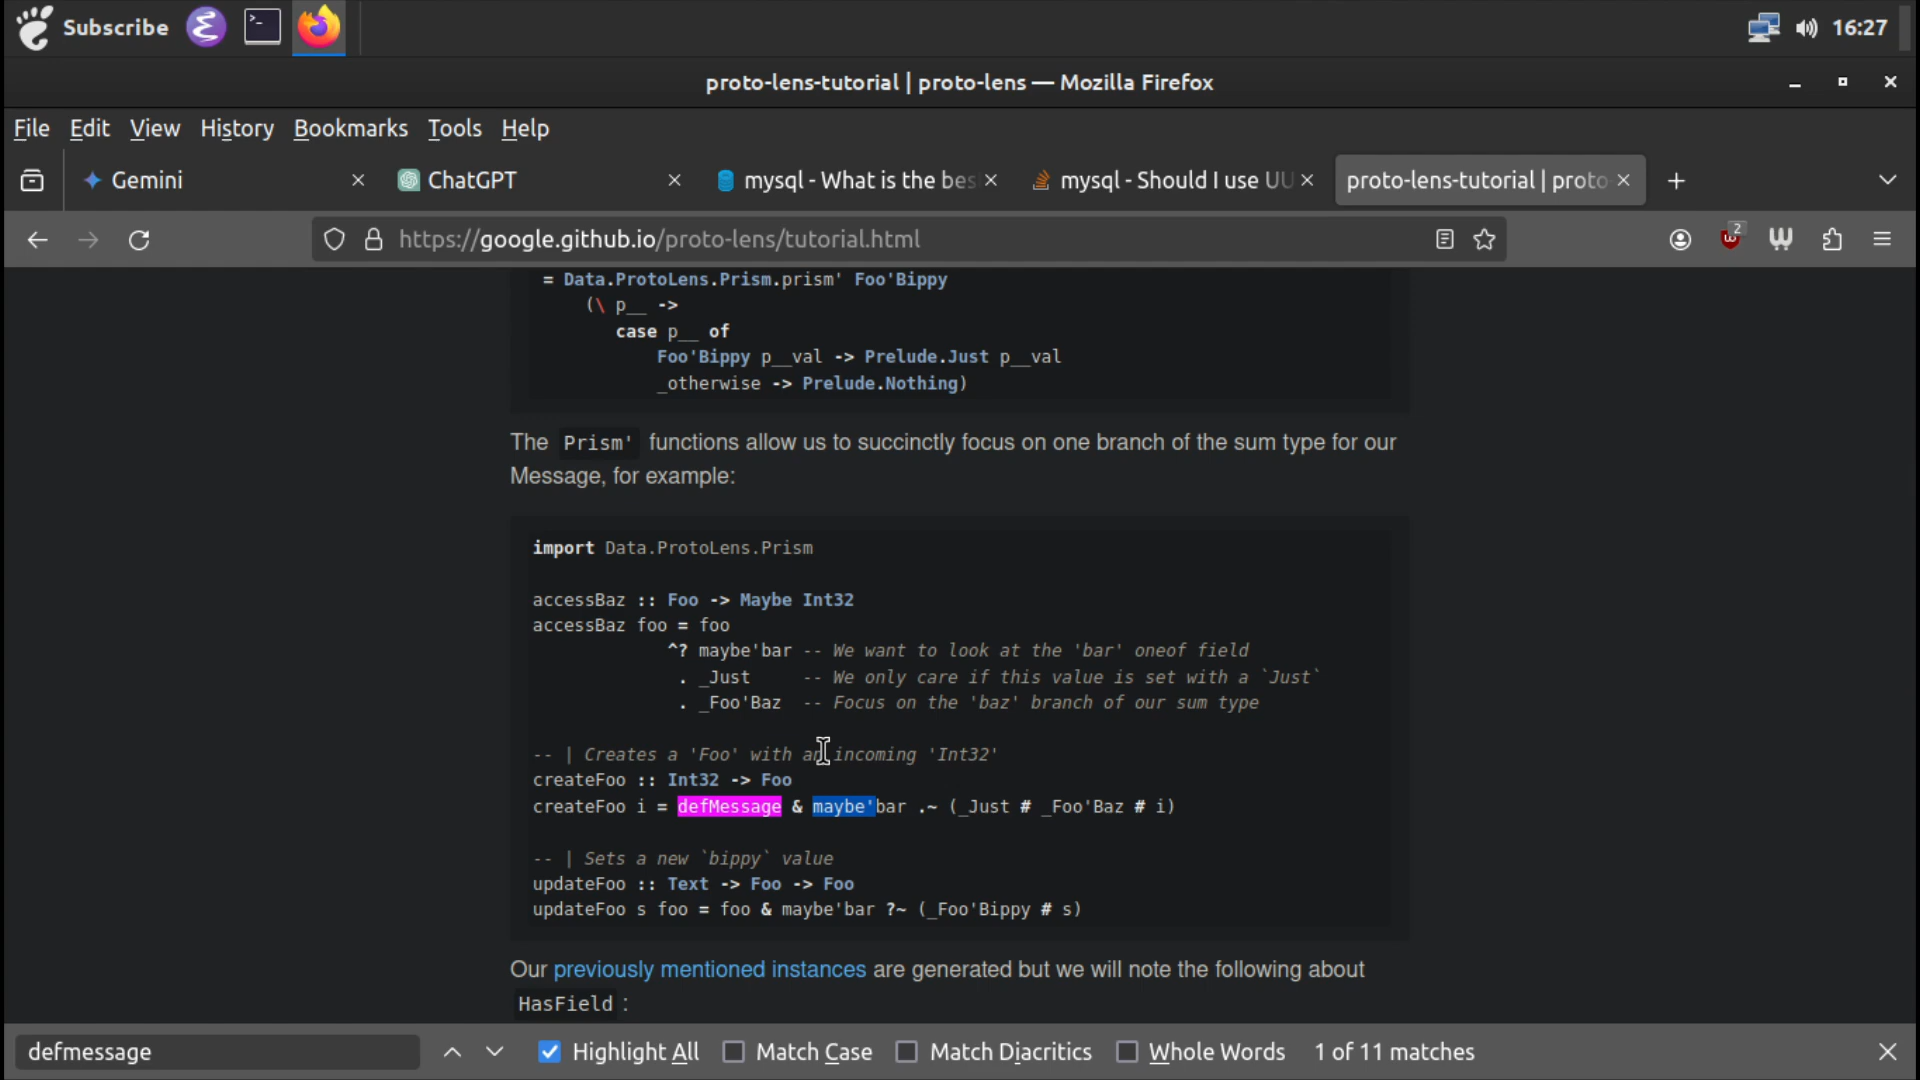 Subscribe
16:27
proto-lens-tutorial | proto-lens — Mozilla Firefox
File Edit View History Bookmarks Tools Help
Gemini
ChatGPT
mysql - What is the bes
mysql - Should I use UU
proto-lens-tutorial | proto
https://google.github.io/proto-lens/tutorial.html
2
= Data.ProtoLens.Prism.prism' Foo'Bippy
(\ p__ ->
case p__ of
Foo'Bippy p__val -> Prelude.Just p__val
_otherwise -> Prelude.Nothing)
The Prism' functions allow us to succinctly focus on one branch of the sum type for our
Message, for example:
import Data.ProtoLens.Prism
accessBaz :: Foo -> Maybe Int32
accessBaz foo = foo
^? maybe'bar -- We want to look at the 'bar' oneof field
. _Just -- We only care if this value is set with a `Just`
. _Foo'Baz -- Focus on the 'baz' branch of our sum type
-- | Creates a 'Foo' with an incoming 'Int32'
createFoo :: Int32 -> Foo
createFoo i = defMessage & maybe'bar .~ (_Just # _Foo'Baz # i)
-- | Sets a new `bippy` value
updateFoo :: Text -> Foo -> Foo
updateFoo s foo = foo & maybe'bar ?~ (_Foo'Bippy # s)
Our previously mentioned instances are generated but we will note the following about
HasField :
defmessage
Highlight All Match Case Match Diacritics Whole Words 1 of 11 matches